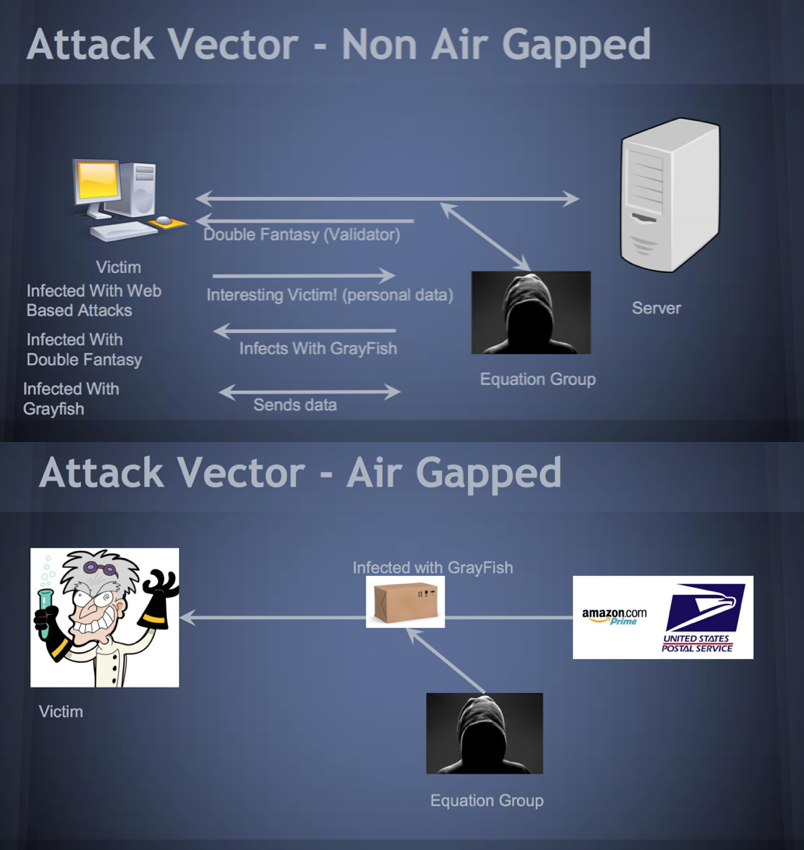 Attack Vector - Non Air Gapped
Double Fantasy (Validator)
Victim
Infected With Web
Based Attacks
Interesting Victim! (personal data)
Server
Infected With
Double Fantasy
Infects With GrayFish
Equation Group
Infected With
Grayfish
Sends data
Attack Vector - Air Gapped
Infected with GrayFish
amazon.com
Prime
UNITED STATES
POSTAL SERVICE
Victim
Equation Group